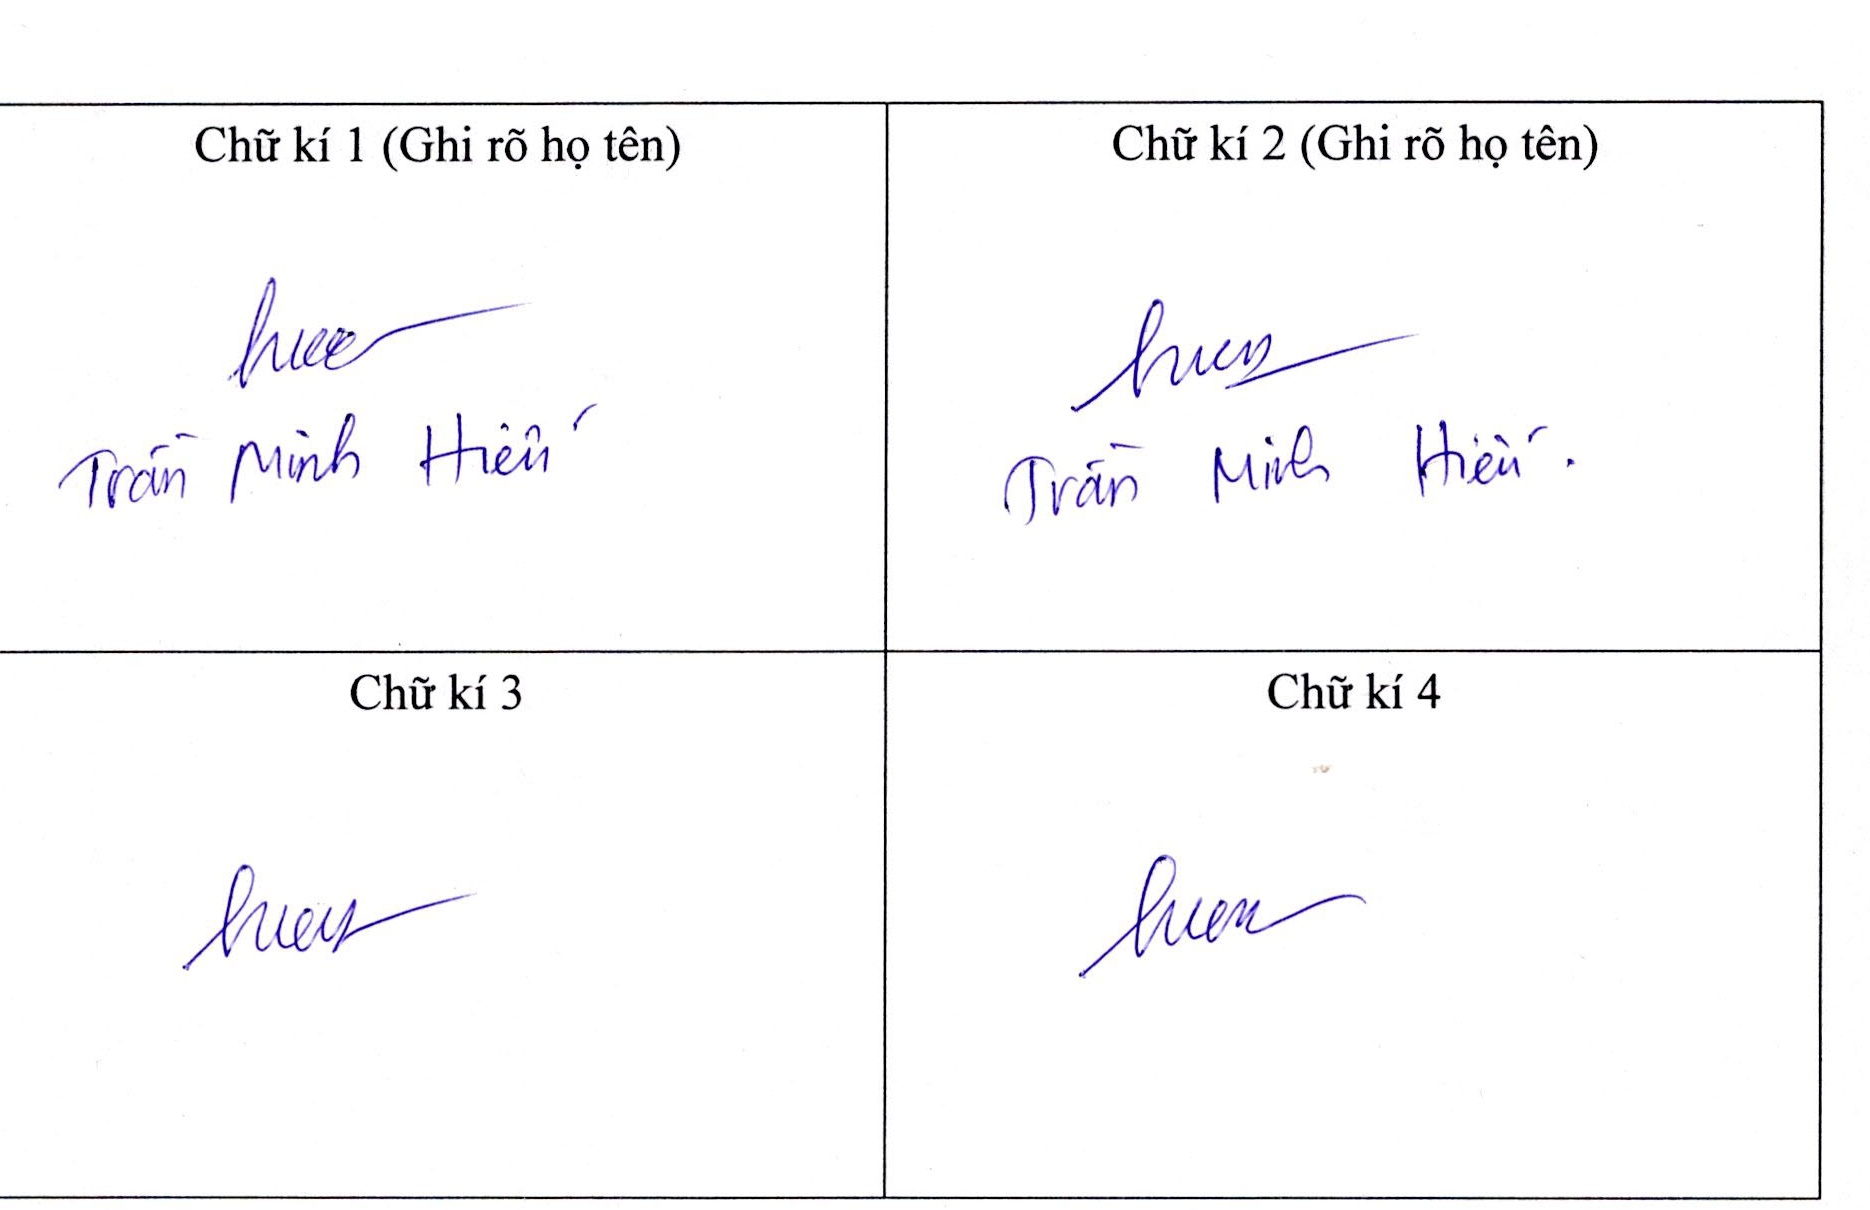 Chữ kí 1 (Ghi rõ họ tên)
Trần Minh Hiếu
Chữ kí 2 (Ghi rõ họ tên)
Trần Minh Hiếu.
Chữ kí 3
Chữ kí 4